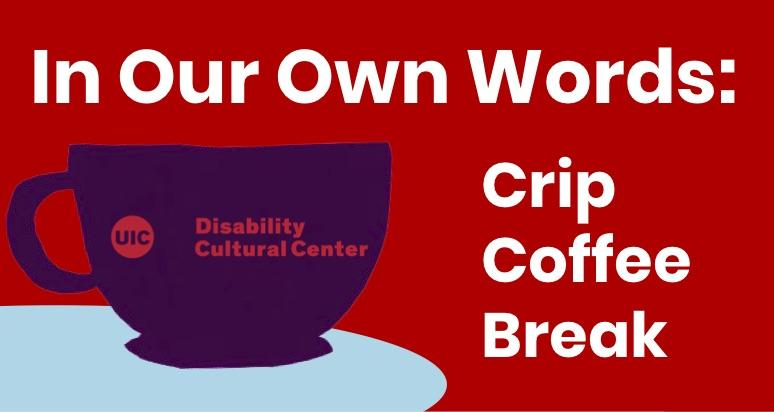 In Our Own Words:
Crip
Coffee
Break
UIC
Disability
Cultural Center